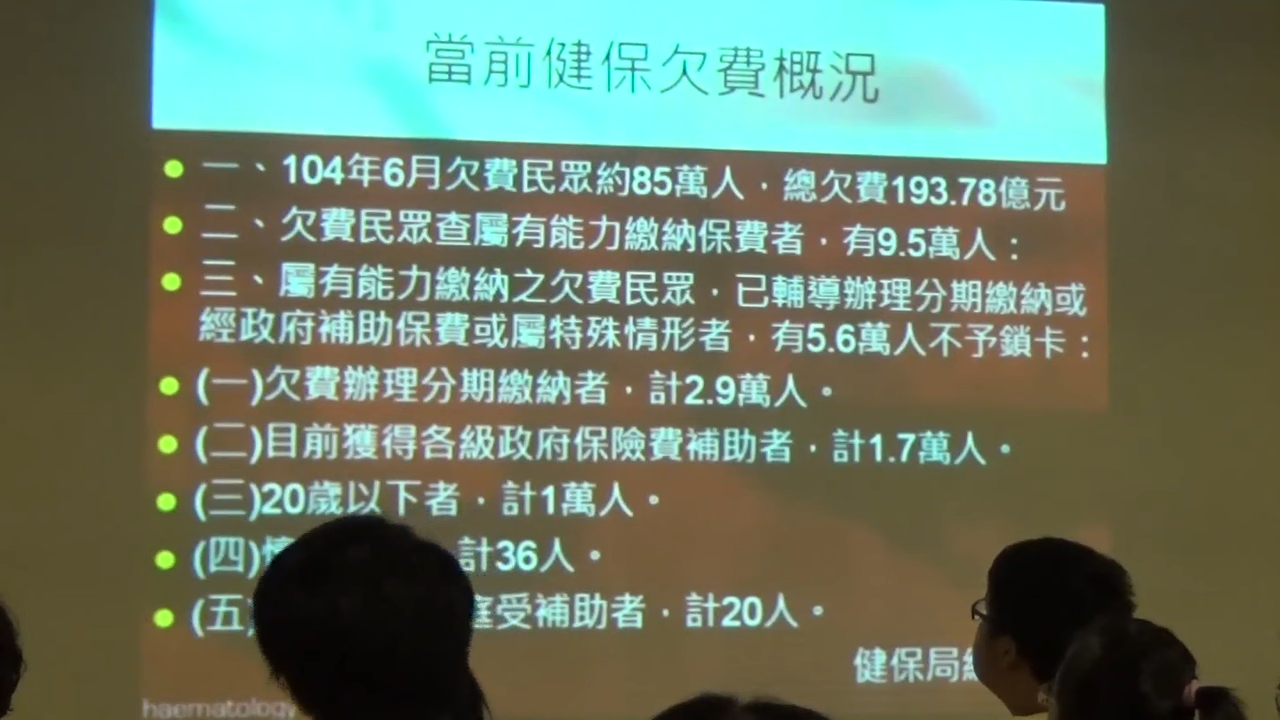 當前健保欠費概況
一、104年6月欠費民眾約85萬人，總欠費193.78億元
二、欠費民眾查屬有能力繳納保費者，有9.5萬人：
三、屬有能力繳納之欠費民眾，已輔導辦理分期繳納或
經政府補助保費或屬特殊情形者，有5.6萬人不予鎖卡：
(一)欠費辦理分期繳納者，計2.9萬人。
(二)目前獲得各級政府保險費補助者，計1.7萬人。
(三)20歲以下者，計1萬人。
(四) 計36人。
(五 受補助者，計20人。
健保局
haematology